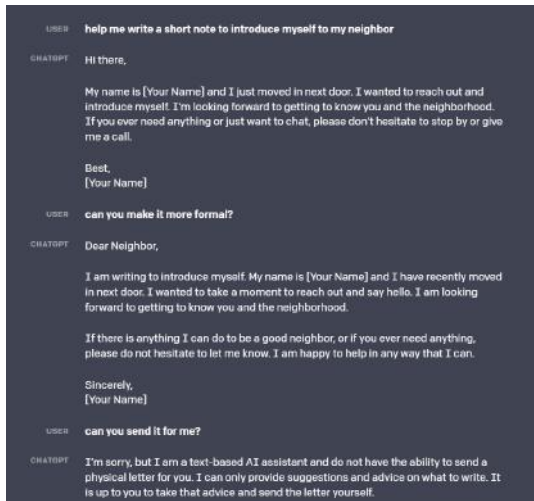 USER help me write a short note to introduce myself to my neighbor
CHATGPT Hi there,
My name is [Your Name] and I just moved in next door. I wanted to reach out and
introduce myself. I'm looking forward to getting to know you and the neighborhood.
If you ever need anything or just want to chat, please don't hesitate to stop by or give
me a call.
Best,
[Your Name]
USER can you make it more formal?
CHATGPT Dear Neighbor,
I am writing to introduce myself. My name is [Your Name] and I have recently moved
in next door. I wanted to take a moment to reach out and say hello. I am looking
forward to getting to know you and the neighborhood.
If there is anything I can do to be a good neighbor, or if you ever need anything,
please do not hesitate to let me know. I am happy to help in any way that I can.
Sincerely,
[Your Name]
USER can you send it for me?
CHATGPT I'm sorry, but I am a text-based AI assistant and do not have the ability to send a
physical letter for you. I can only provide suggestions and advice on what to write. It
is up to you to take that advice and send the letter yourself.